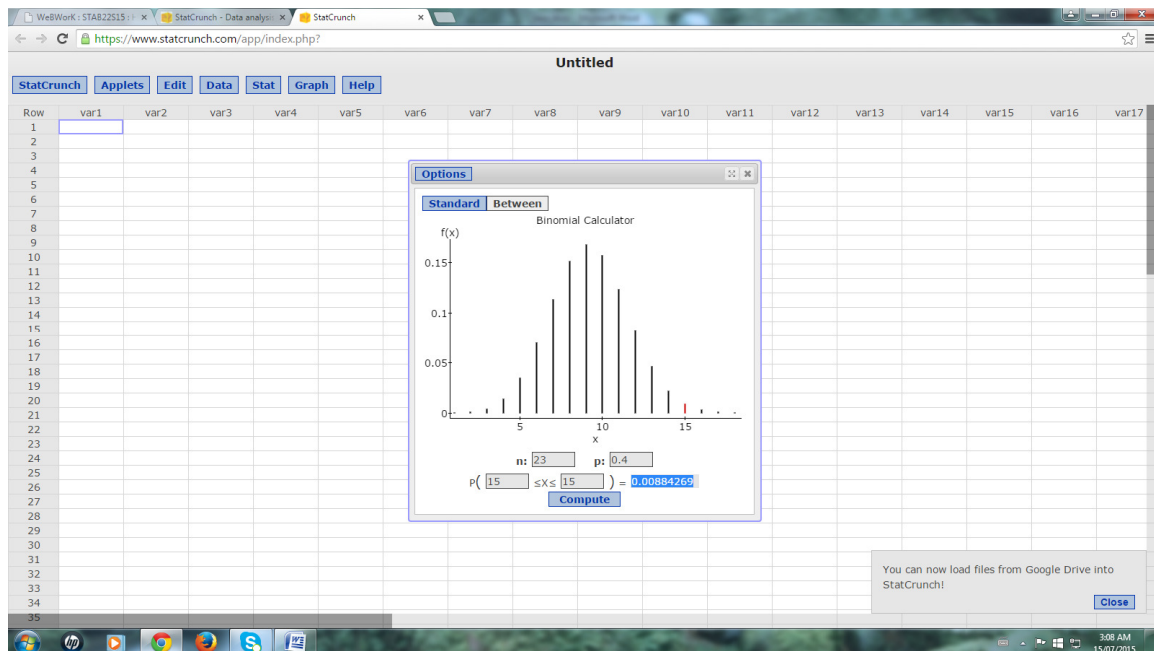 WeBWorK : STAB22S15 :
StatCrunch - Data analysis
StatCrunch
https://www.statcrunch.com/app/index.php?
Untitled
StatCrunch Applets Edit Data Stat Graph Help
Row var1 var2 var3 var4 var5 var6 var7 var8 var9 var10 var11 var12 var13 var14 var15 var16 var17
1
2
3
4
5
6
7
8
9
10
11
12
13
14
15
16
17
18
19
20
21
22
23
24
25
26
27
28
29
30
31
32
33
34
35
Options
Standard Between
Binomial Calculator
f(x)
0.15
0.1
0.05
0
5 10 15
x
n: 23 p: 0.4
P( 15 ≤X≤ 15 ) = 0.00884269
Compute
You can now load files from Google Drive into
StatCrunch!
Close
3:08 AM
15/07/2015